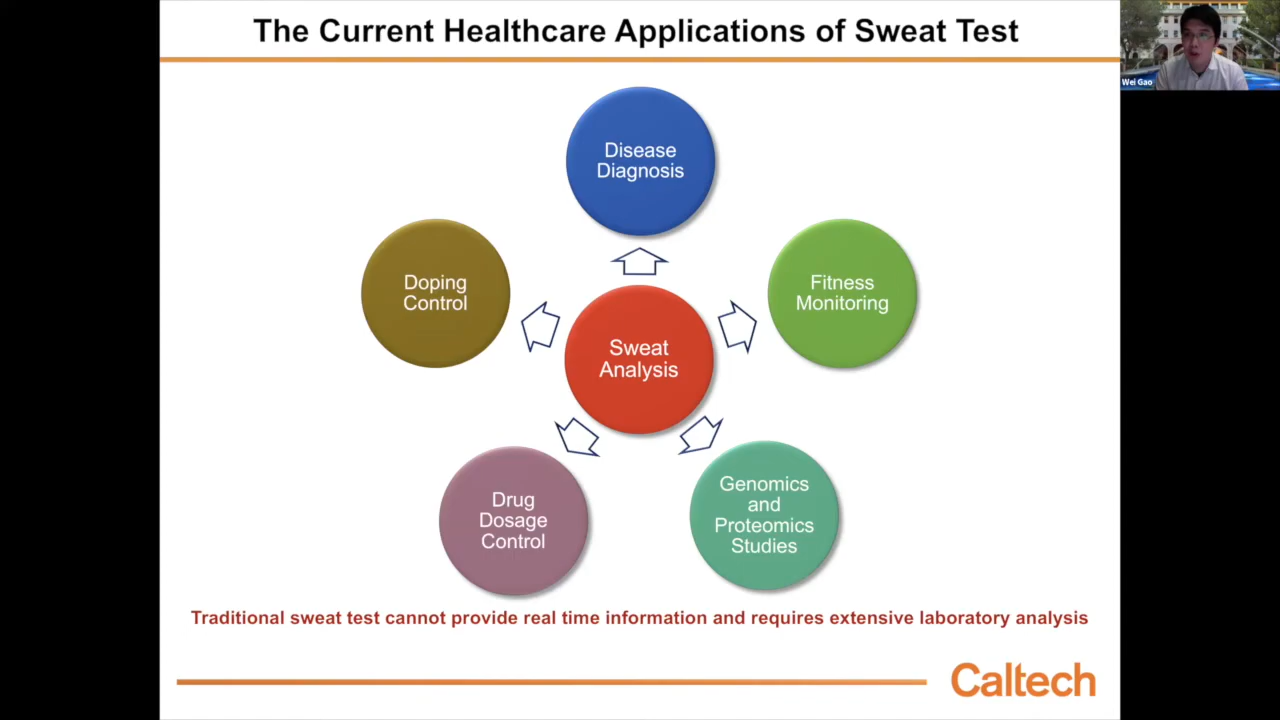 The Current Healthcare Applications of Sweat Test
Wei Gao
Disease
Diagnosis
Doping
Control
Fitness
Monitoring
Sweat
Analysis
Drug
Dosage
Control
Genomics
and
Proteomics
Studies
Traditional sweat test cannot provide real time information and requires extensive laboratory analysis
Caltech